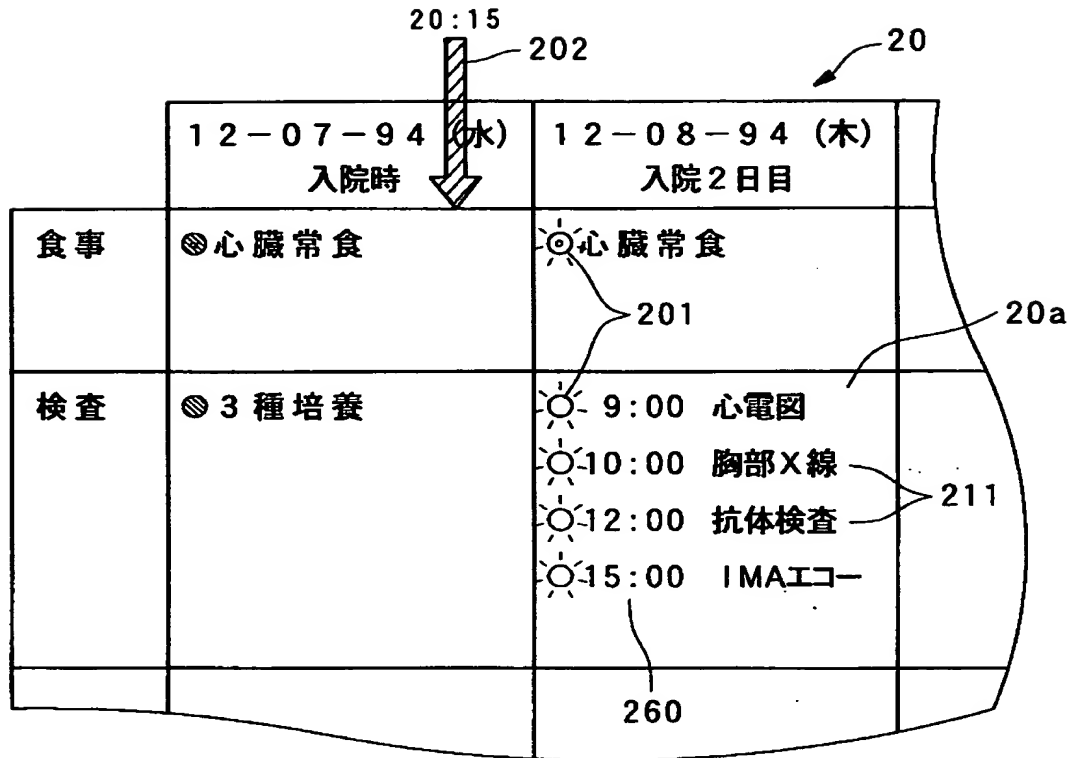 20:15
202
20
12-07-94 (水)
入院時
12-08-94 (木)
入院2日目
食事
◎心臓常食
◎心臓常食
201
20a
検査
◎3種培養
○ 9:00 心電図
○10:00 胸部X線
211
○12:00 抗体検査
○15:00 IMAエコー
260